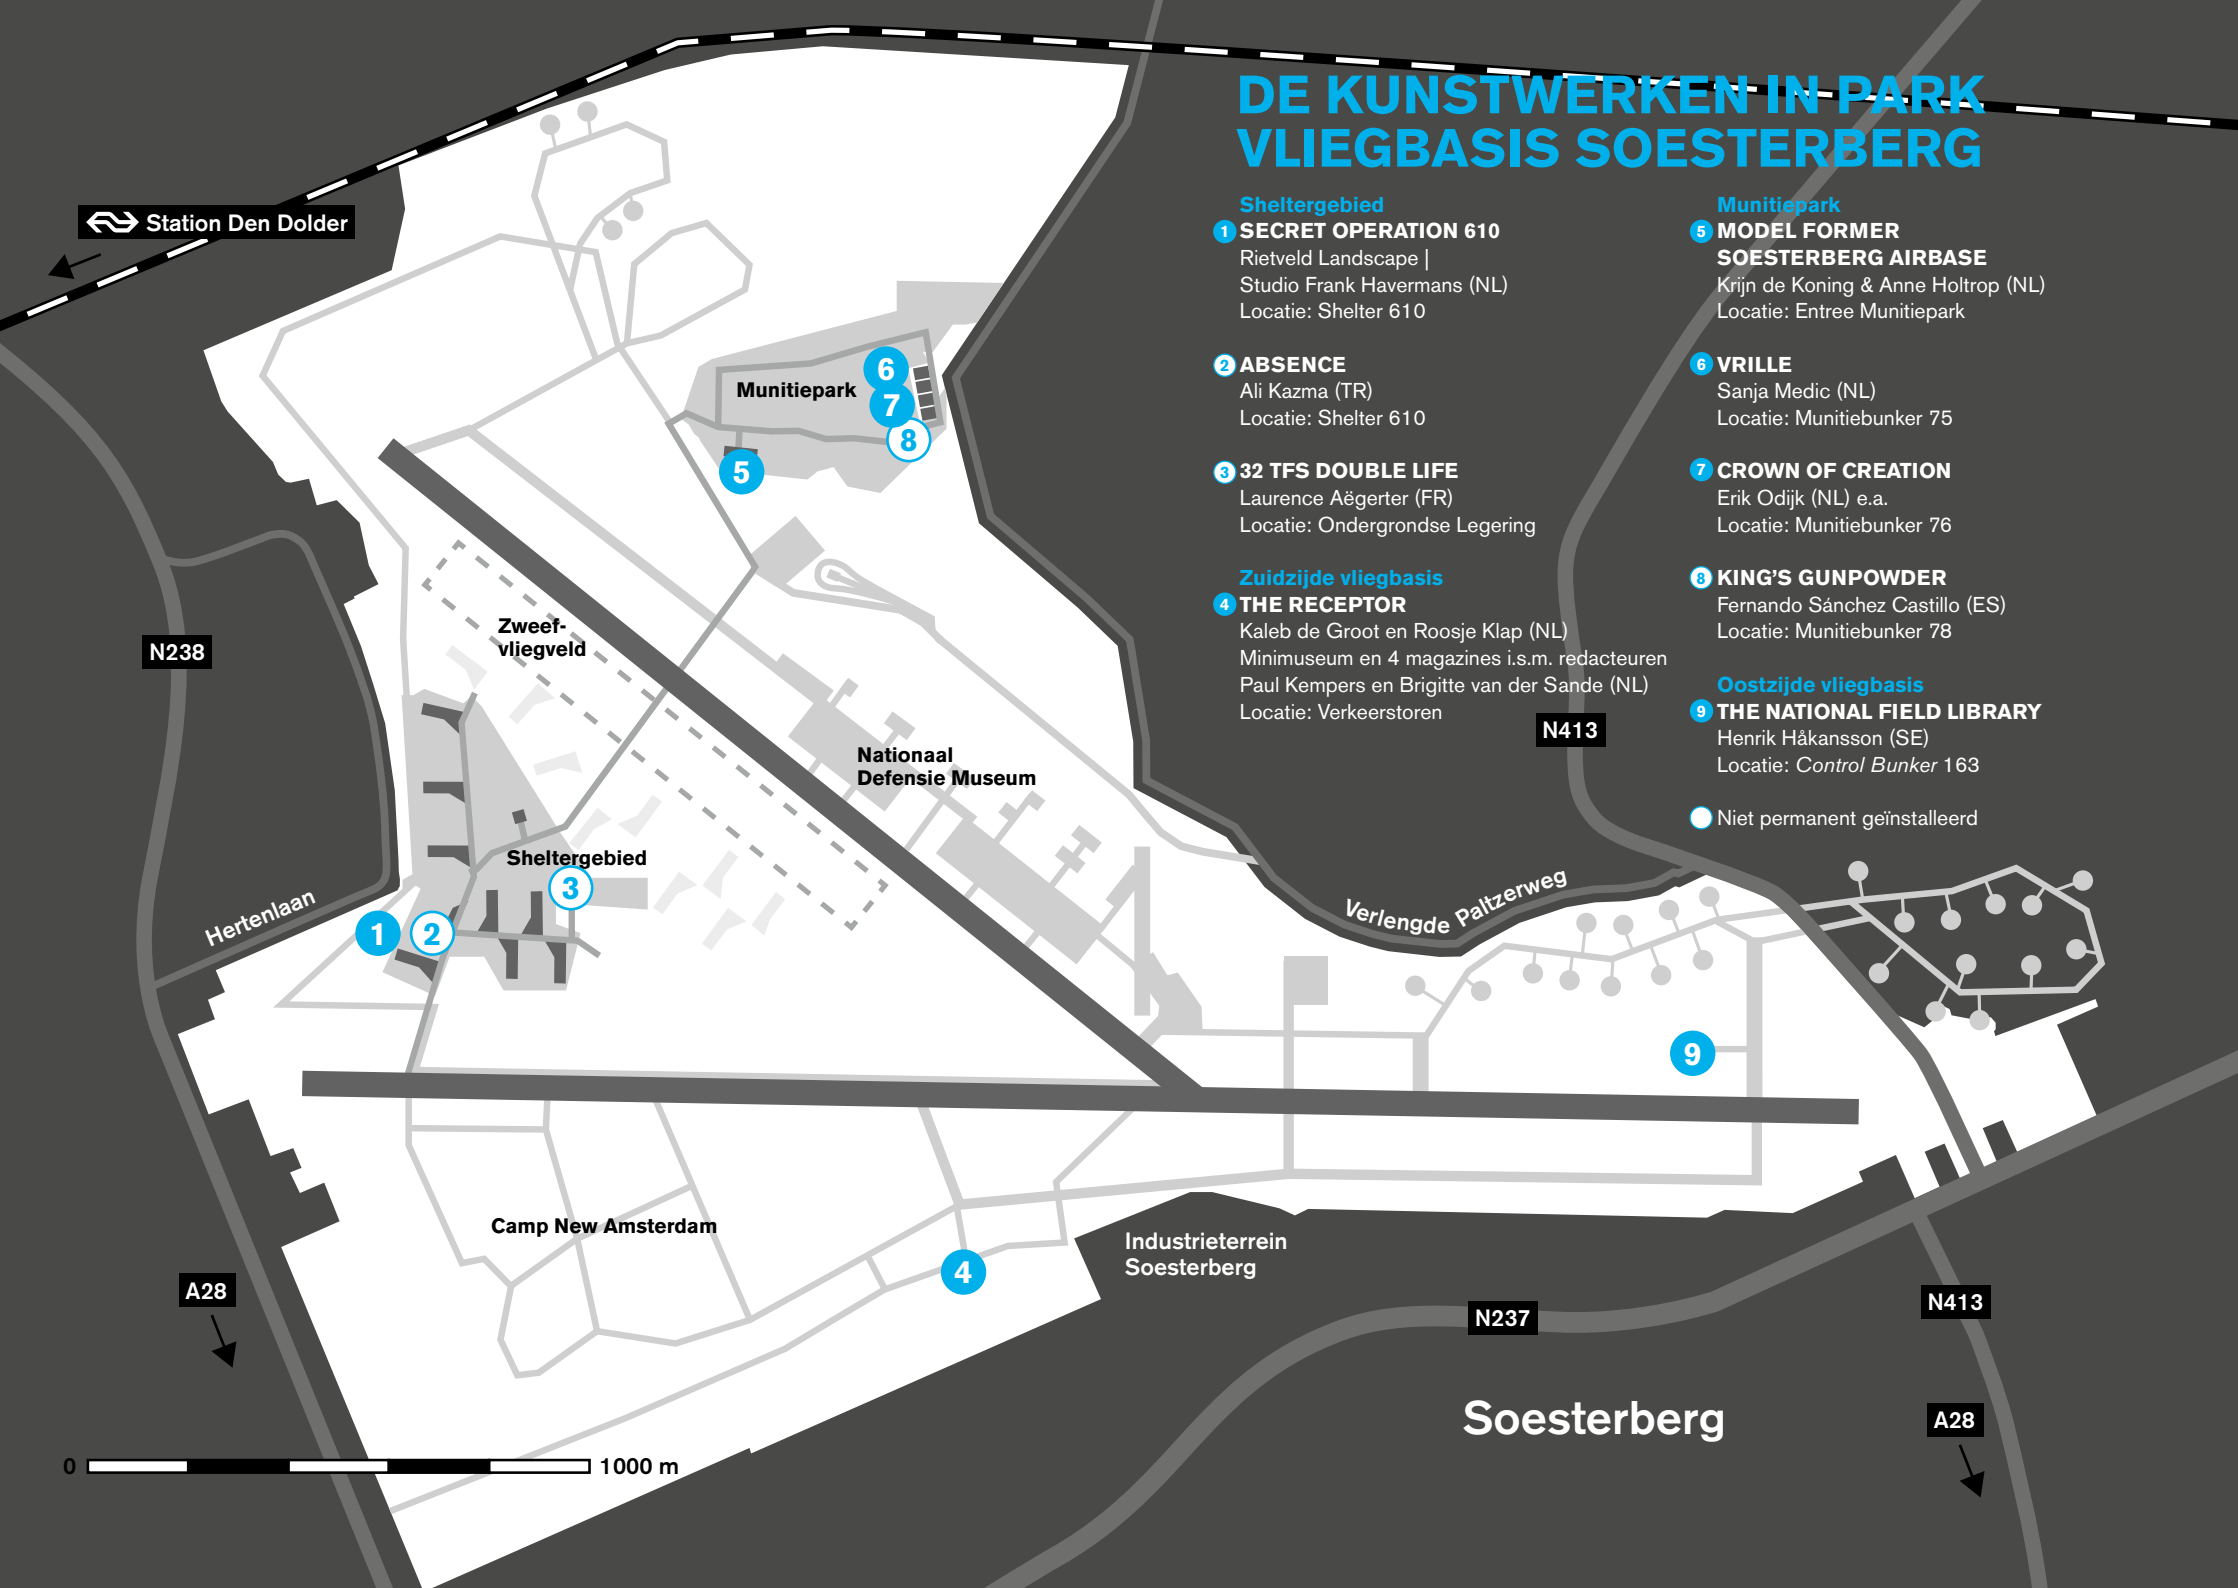 DE KUNSTWERKEN IN PARK
VLIEGBASIS SOESTERBERG
Sheltergebied
1 SECRET OPERATION 610
Rietveld Landscape |
Studio Frank Havermans (NL)
Locatie: Shelter 610
2 ABSENCE
Ali Kazma (TR)
Locatie: Shelter 610
3 32 TFS DOUBLE LIFE
Laurence Aëgerter (FR)
Locatie: Ondergrondse Legering
Zuidzijde vliegbasis
4 THE RECEPTOR
Kaleb de Groot en Roosje Klap (NL)
Minimuseum en 4 magazines i.s.m. redacteuren
Paul Kempers en Brigitte van der Sande (NL)
Locatie: Verkeerstoren
Munitiepark
5 MODEL FORMER
SOESTERBERG AIRBASE
Krijn de Koning & Anne Holtrop (NL)
Locatie: Entree Munitiepark
6 VRILLE
Sanja Medic (NL)
Locatie: Munitiebunker 75
7 CROWN OF CREATION
Erik Odijk (NL) e.a.
Locatie: Munitiebunker 76
8 KING’S GUNPOWDER
Fernando Sánchez Castillo (ES)
Locatie: Munitiebunker 78
Oostzijde vliegbasis
9 THE NATIONAL FIELD LIBRARY
Henrik Håkansson (SE)
Locatie: Control Bunker 163
Niet permanent geïnstalleerd
Station Den Dolder
Munitiepark
6
7
8
5
Zweef-
vliegveld
N238
N413
Nationaal
Defensie Museum
Sheltergebied
3
1
2
Hertenlaan
Verlengde Paltzerweg
9
Camp New Amsterdam
4
Industrieterrein
Soesterberg
A28
N237
N413
Soesterberg
A28
0
1000 m